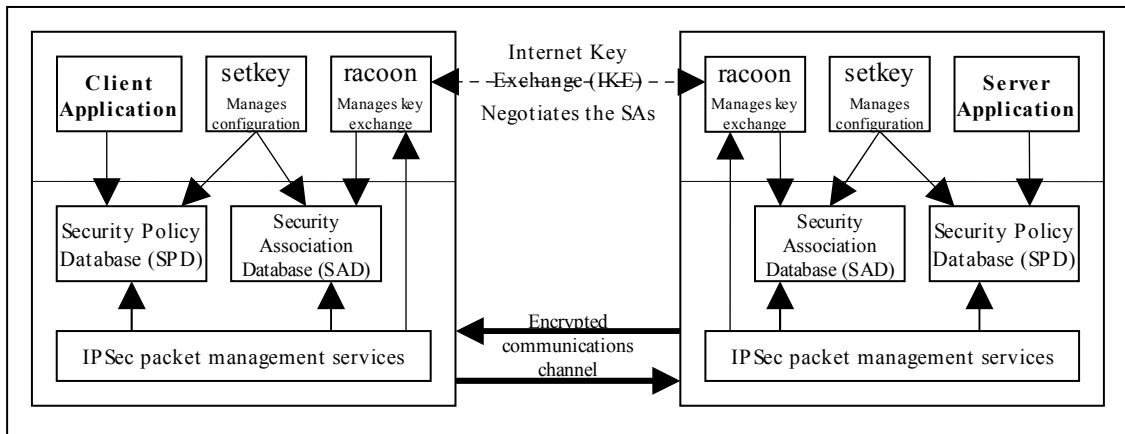 Client
Application
setkey
Manages
configuration
racoon
Manages key
exchange
Internet Key
Exchange (IKE)
Negotiates the SAs
racoon
Manages key
exchange
setkey
Manages
configuration
Server
Application
Security Policy
Database (SPD)
Security
Association
Database (SAD)
Security
Association
Database (SAD)
Security Policy
Database (SPD)
IPSec packet management services
Encrypted
communications
channel
IPSec packet management services